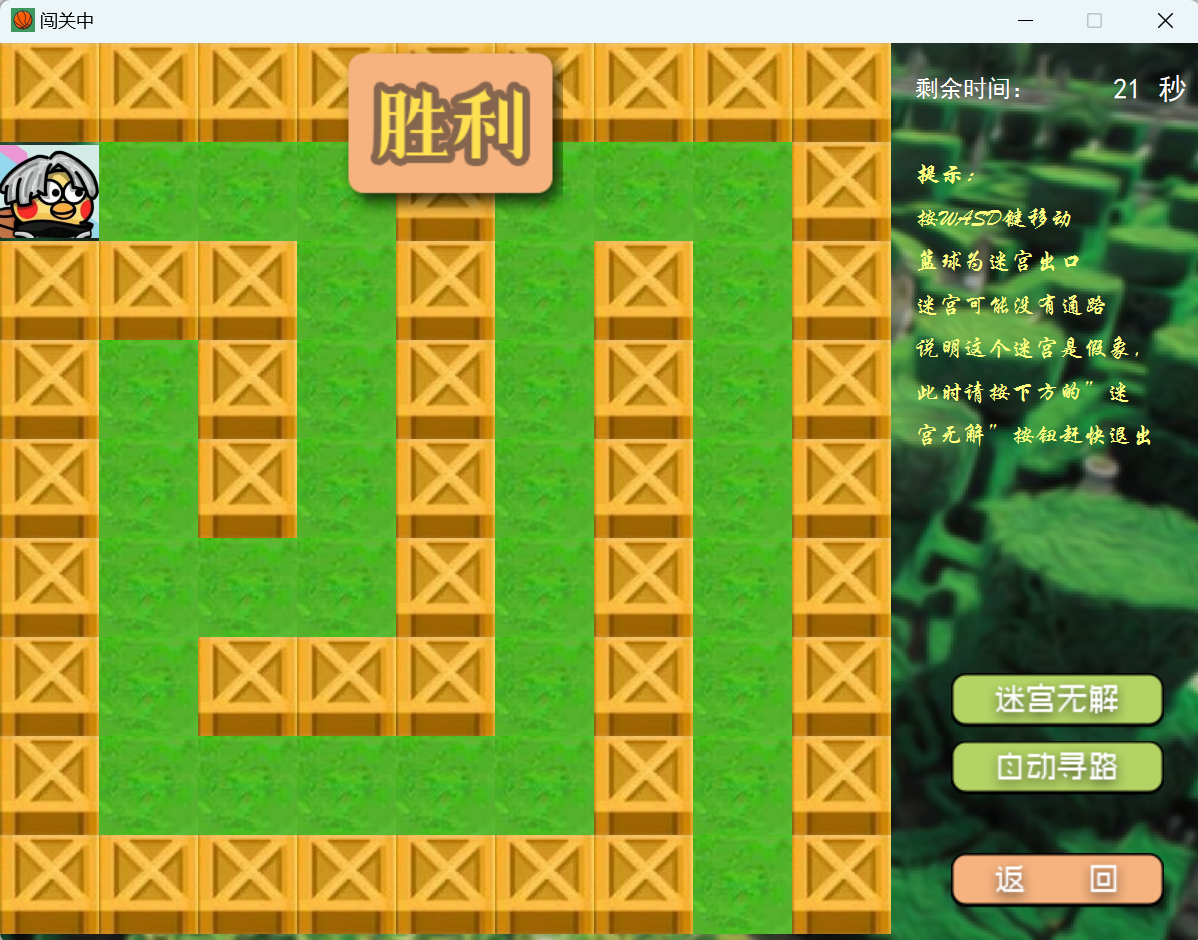 闯关中
胜利
剩余时间: 21 秒
提示:
按WASD键移动
篮球为迷宫出口
迷宫可能没有通路
说明这个迷宫是假象,
此时请按下方的"迷
宫无解"按钮赶快退出
迷宫无解
自动寻路
返 回